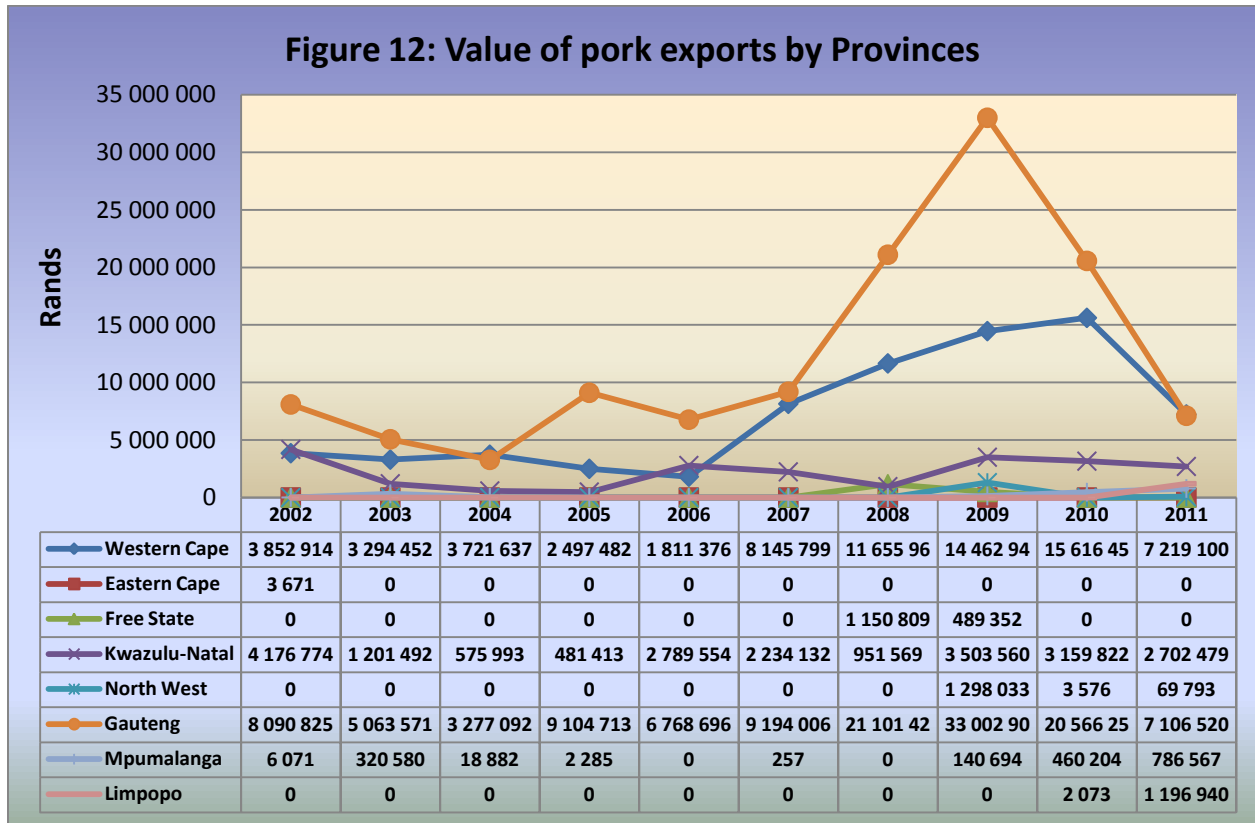 Figure 12: Value of pork exports by Provinces
35 000 000
30 000 000
25 000 000
20 000 000
15 000 000
10 000 000
5 000 000
0
Rands
2002 2003 2004 2005 2006 2007 2008 2009 2010 2011
Western Cape 3 852 914 3 294 452 3 721 637 2 497 482 1 811 376 8 145 799 11 655 96 14 462 94 15 616 45 7 219 100
Eastern Cape 3 671 0 0 0 0 0 0 0 0 0
Free State 0 0 0 0 0 0 1 150 809 489 352 0 0
Kwazulu-Natal 4 176 774 1 201 492 575 993 481 413 2 789 554 2 234 132 951 569 3 503 560 3 159 822 2 702 479
North West 0 0 0 0 0 0 0 1 298 033 3 576 69 793
Gauteng 8 090 825 5 063 571 3 277 092 9 104 713 6 768 696 9 194 006 21 101 42 33 002 90 20 566 25 7 106 520
Mpumalanga 6 071 320 580 18 882 2 285 0 257 0 140 694 460 204 786 567
Limpopo 0 0 0 0 0 0 0 0 2 073 1 196 940